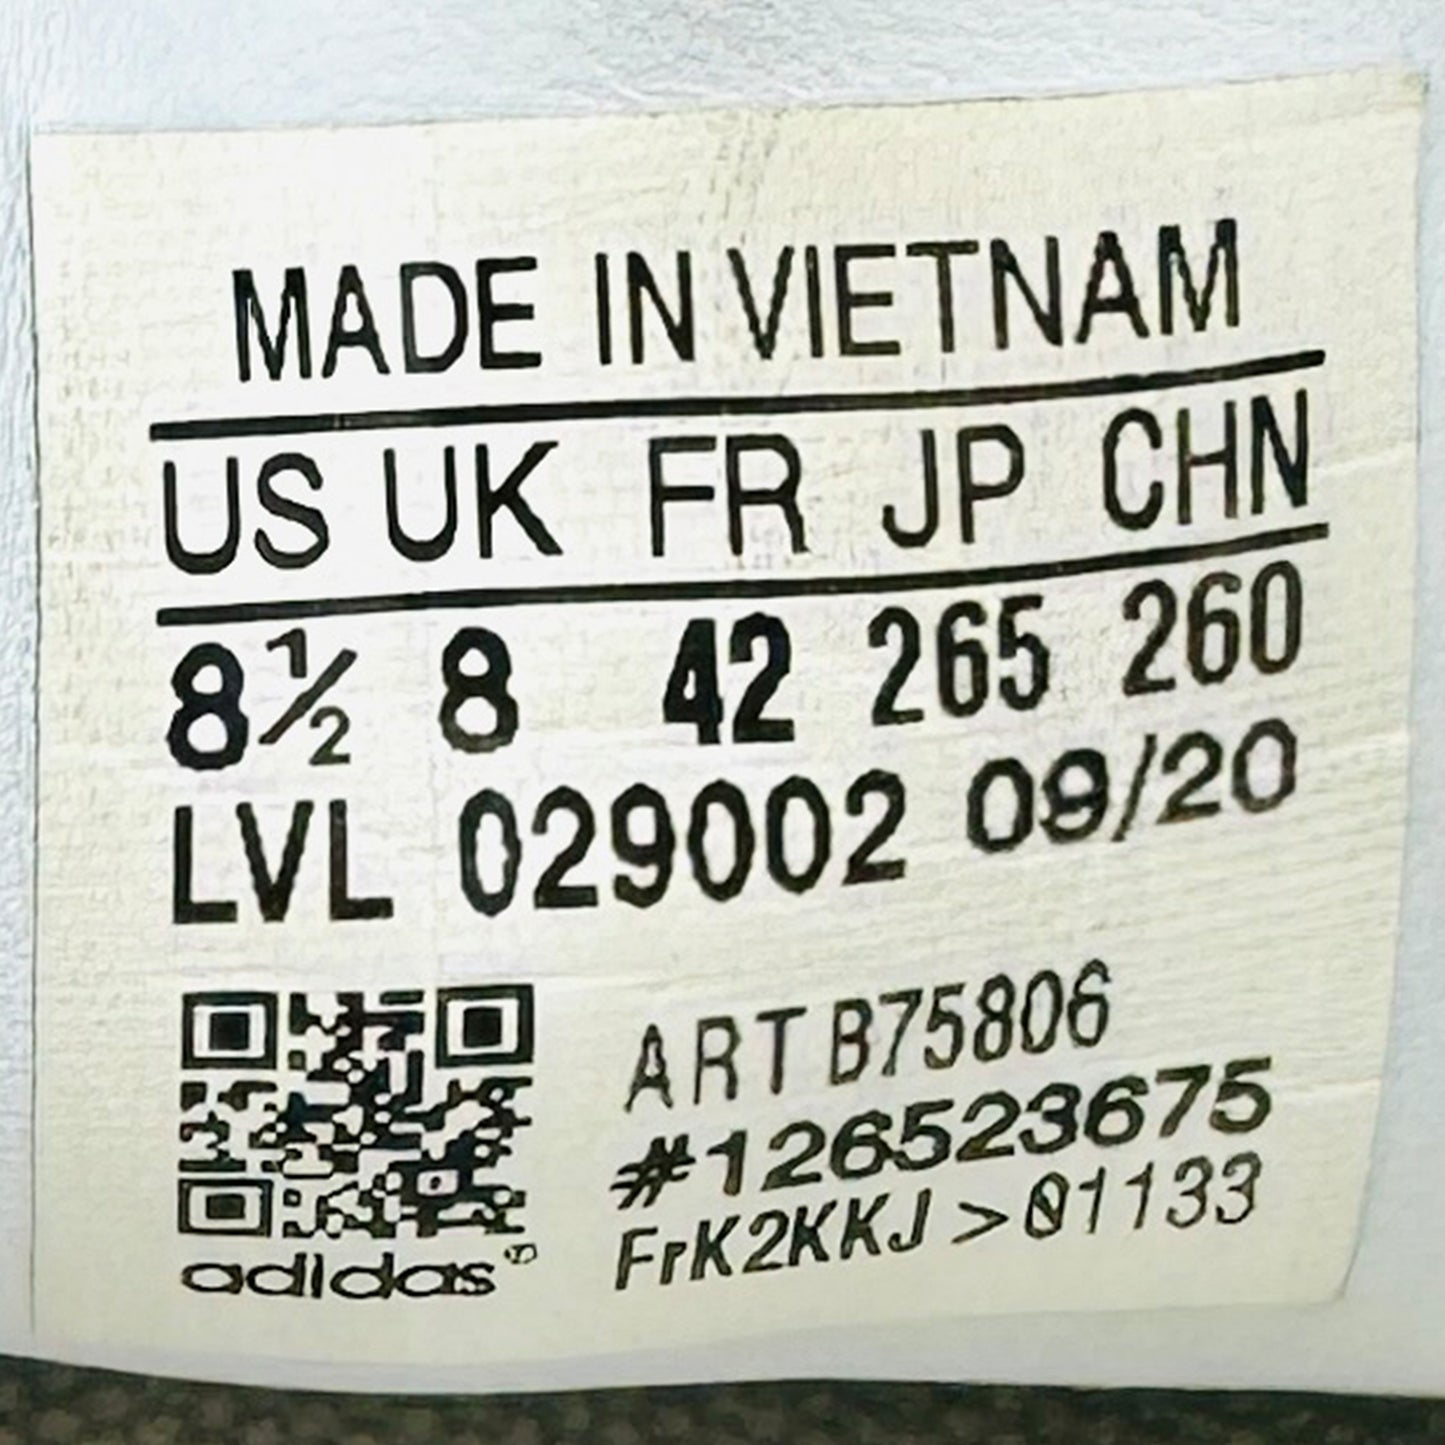 MADE IN VIETNAM
US UK FR JP CHN
8½ 8 42 265 260
LVL 029002 09/20
ART B75806
#126523675
FrK2KKJ >01133
adidas